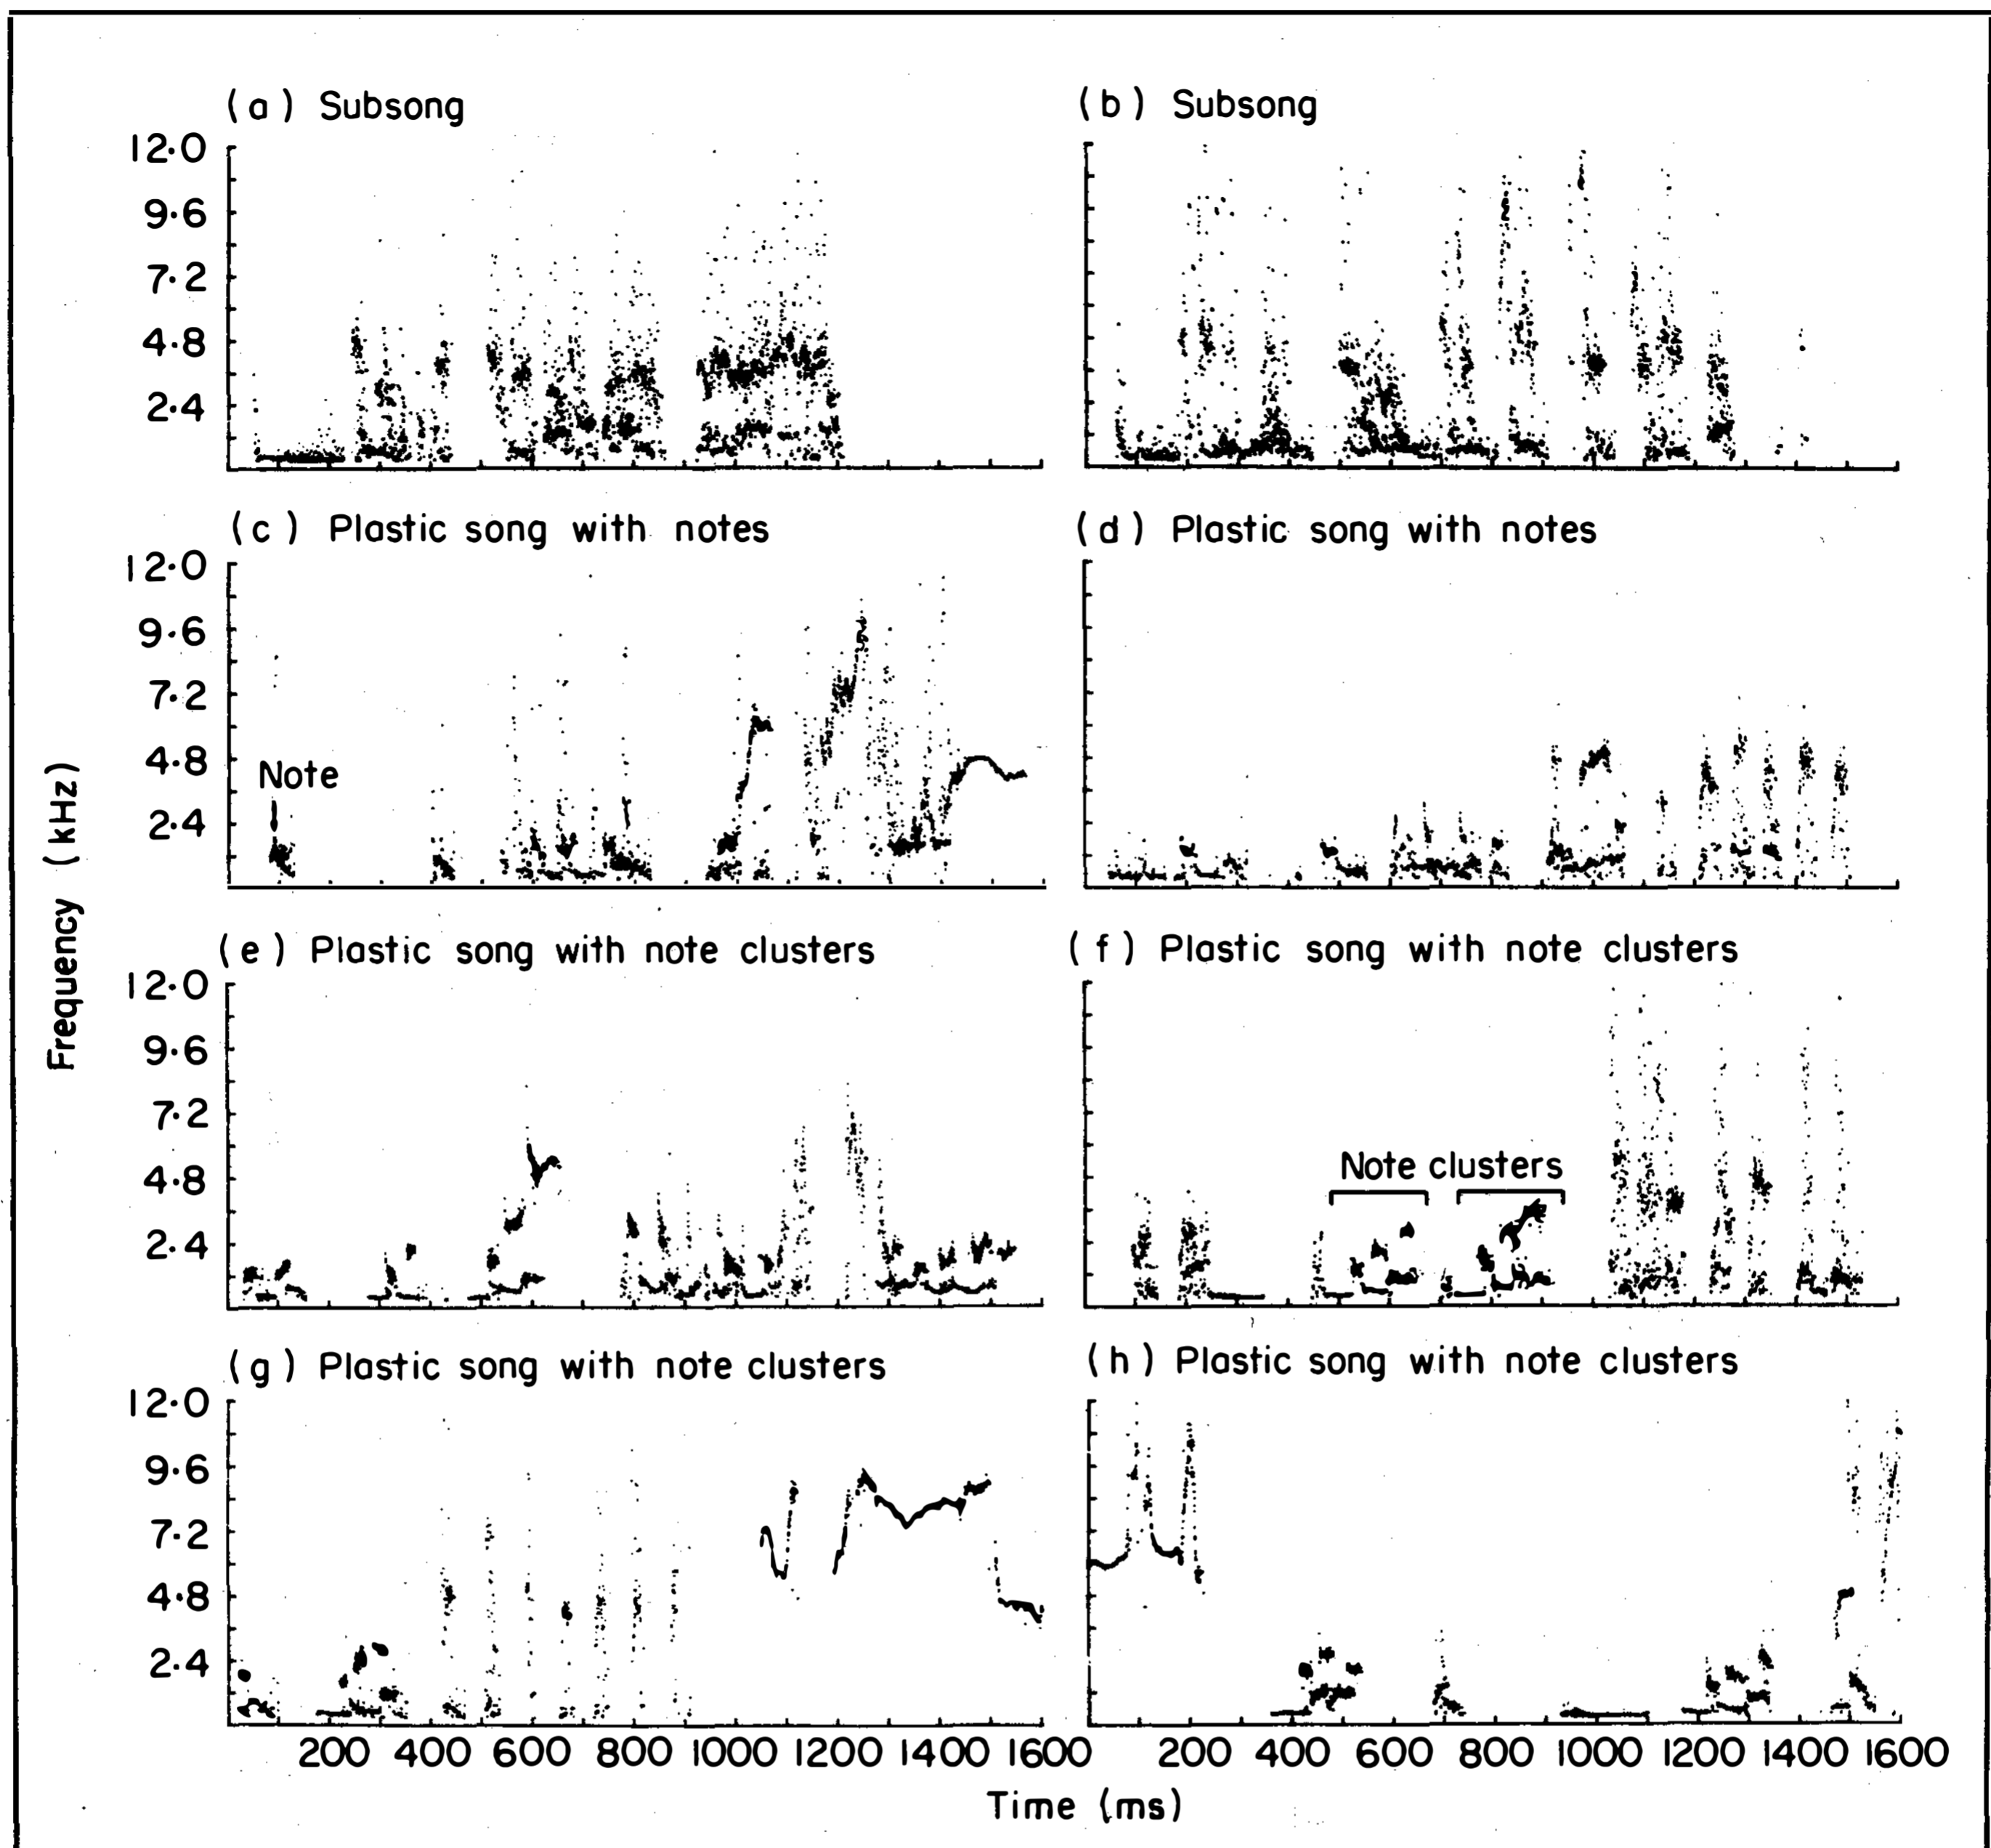 (a) Subsong
(b) Subsong
12·0
9·6
7·2
4·8
2·4
(c) Plastic song with notes
(d) Plastic song with notes
12·0
9·6
7·2
4·8
2·4
Note
(e) Plastic song with note clusters
(f) Plastic song with note clusters
12·0
9·6
7·2
4·8
2·4
Note clusters
(g) Plastic song with note clusters
(h) Plastic song with note clusters
12·0
9·6
7·2
4·8
2·4
Frequency (kHz)
200 400 600 800 1000 1200 1400 1600 200 400 600 800 1000 1200 1400 1600
Time (ms)